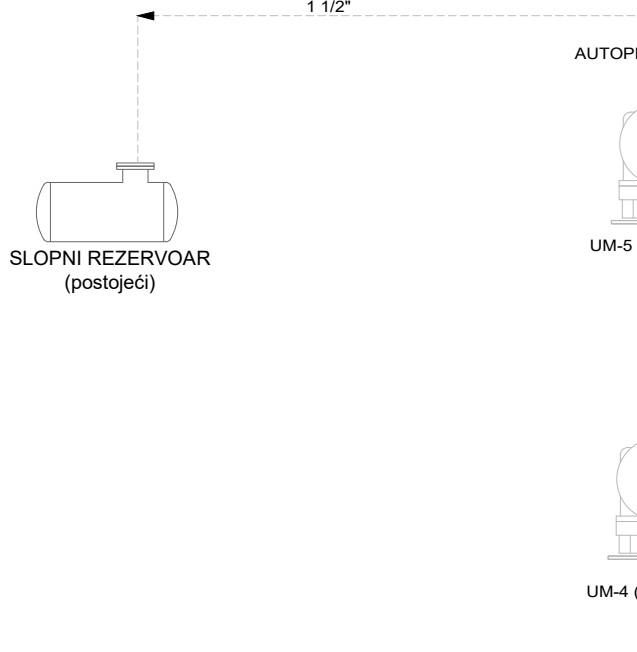 1 1/2"
AUTOP
SLOPNI REZERVOAR
(postojeći)
UM-5
UM-4 (